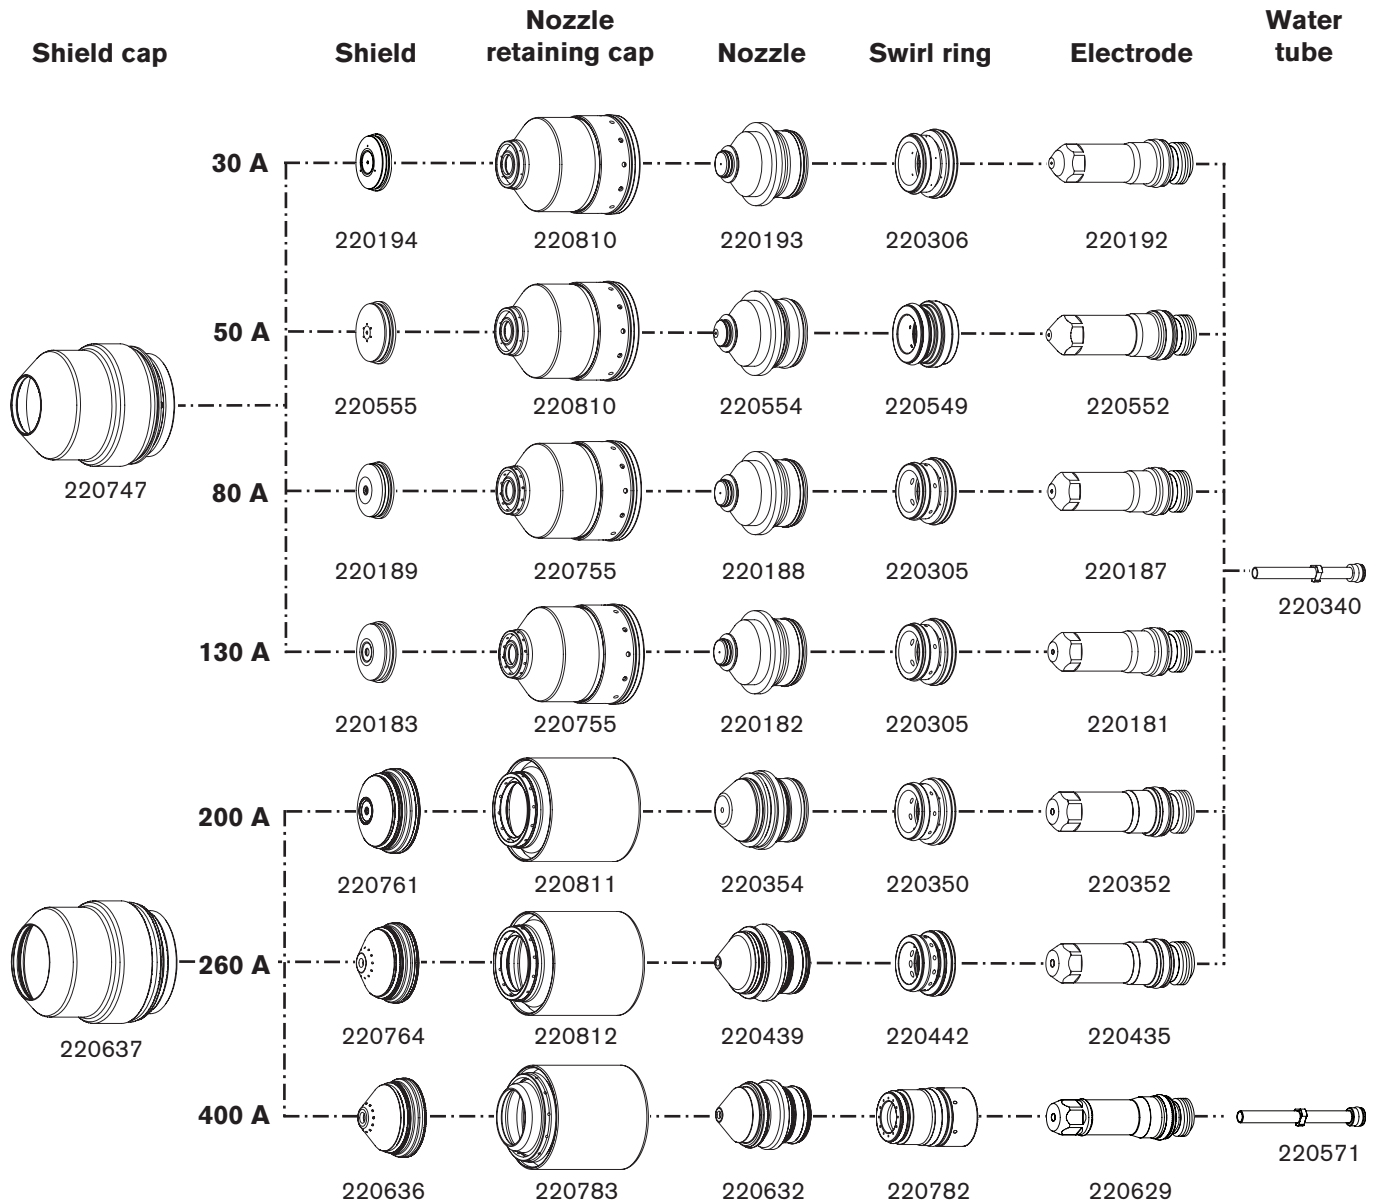 Shield cap
Shield
Nozzle
retaining cap
Nozzle
Swirl ring
Electrode
Water
tube
30 A
220194
220810
220193
220306
220192
50 A
220555
220810
220554
220549
220552
220747
80 A
220189
220755
220188
220305
220187
220340
130 A
220183
220755
220182
220305
220181
200 A
220761
220811
220354
220350
220352
260 A
220637
220764
220812
220439
220442
220435
400 A
220571
220636
220783
220632
220782
220629